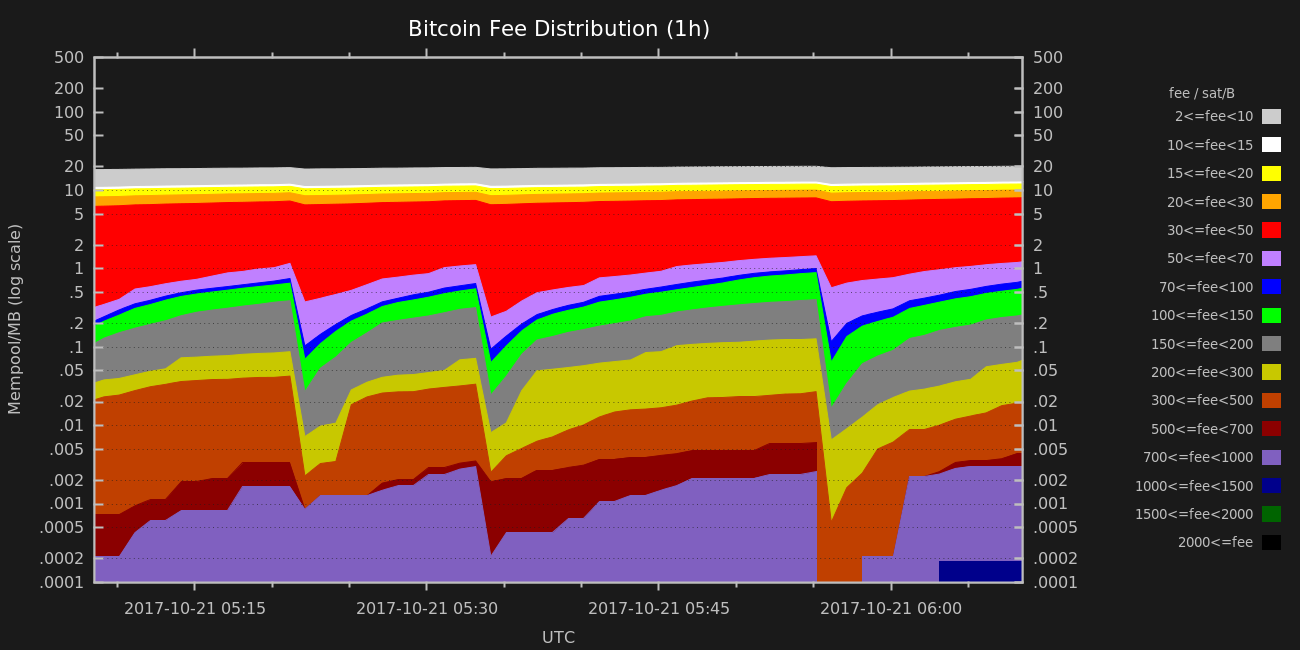 Bitcoin Fee Distribution (1h)
Mempool/MB (log scale)
500
200
100
50
20
10
5
2
1
.5
.2
.1
.05
.02
.01
.005
.002
.001
.0005
.0002
.0001
500
200
100
50
20
10
5
2
1
.5
.2
.1
.05
.02
.01
.005
.002
.001
.0005
.0002
.0001
2017-10-21 05:15 2017-10-21 05:30 2017-10-21 05:45 2017-10-21 06:00
UTC
fee / sat/B
2<=fee<10
10<=fee<15
15<=fee<20
20<=fee<30
30<=fee<50
50<=fee<70
70<=fee<100
100<=fee<150
150<=fee<200
200<=fee<300
300<=fee<500
500<=fee<700
700<=fee<1000
1000<=fee<1500
1500<=fee<2000
2000<=fee